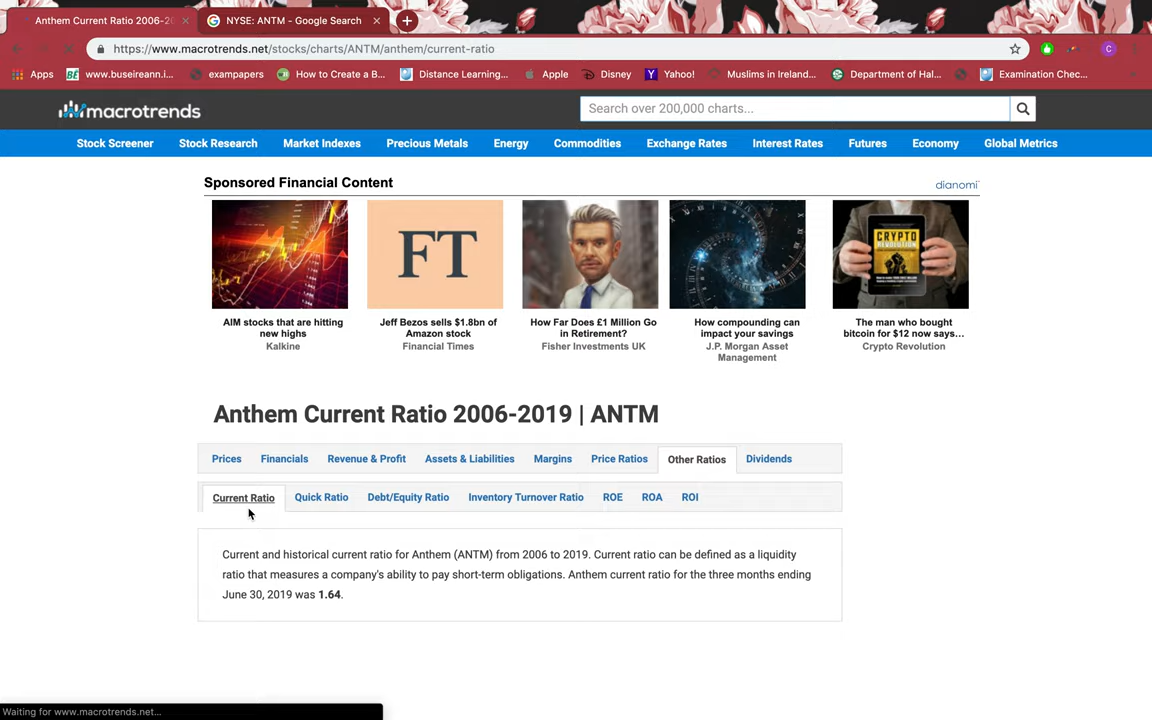 Anthem Current Ratio 2006-2
NYSE: ANTM - Google Search
https://www.macrotrends.net/stocks/charts/ANTM/anthem/current-ratio
C
Apps
BÉ www.buseireann.i...
exampapers
How to Create a B...
Distance Learning...
Apple
Disney
Y Yahoo!
Muslims in Ireland...
Department of Hal...
Examination Chec...
macrotrends
Search over 200,000 charts...
Stock Screener
Stock Research
Market Indexes
Precious Metals
Energy
Commodities
Exchange Rates
Interest Rates
Futures
Economy
Global Metrics
Sponsored Financial Content
dianomi
FT
CRYPTO
REVOLUTION
AIM stocks that are hitting
new highs
Kalkine
Jeff Bezos sells $1.8bn of
Amazon stock
Financial Times
How Far Does £1 Million Go
in Retirement?
Fisher Investments UK
How compounding can
impact your savings
J.P. Morgan Asset
Management
The man who bought
bitcoin for $12 now says...
Crypto Revolution
Anthem Current Ratio 2006-2019 | ANTM
Prices
Financials
Revenue & Profit
Assets & Liabilities
Margins
Price Ratios
Other Ratios
Dividends
Current Ratio
Quick Ratio
Debt/Equity Ratio
Inventory Turnover Ratio
ROE
ROA
ROI
Current and historical current ratio for Anthem (ANTM) from 2006 to 2019. Current ratio can be defined as a liquidity
ratio that measures a company's ability to pay short-term obligations. Anthem current ratio for the three months ending
June 30, 2019 was 1.64.
Waiting for www.macrotrends.net...